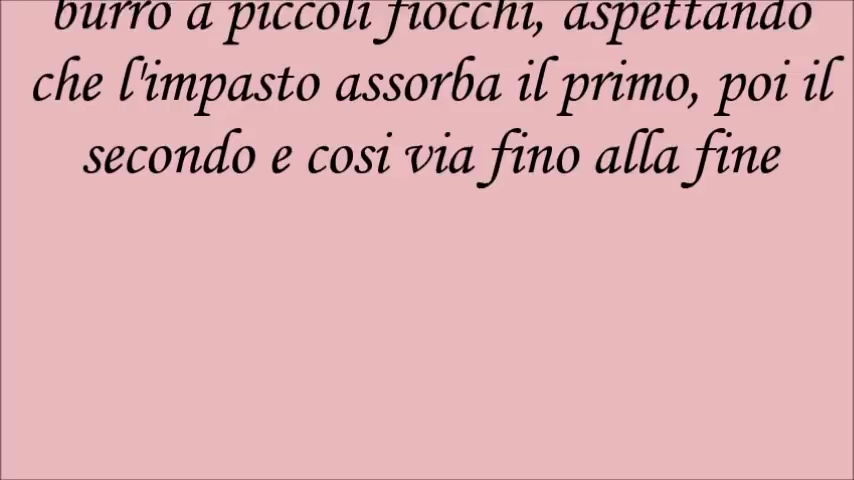 burro a piccoli fiocchi, aspettando
che l'impasto assorba il primo, poi il
secondo e cosi via fino alla fine